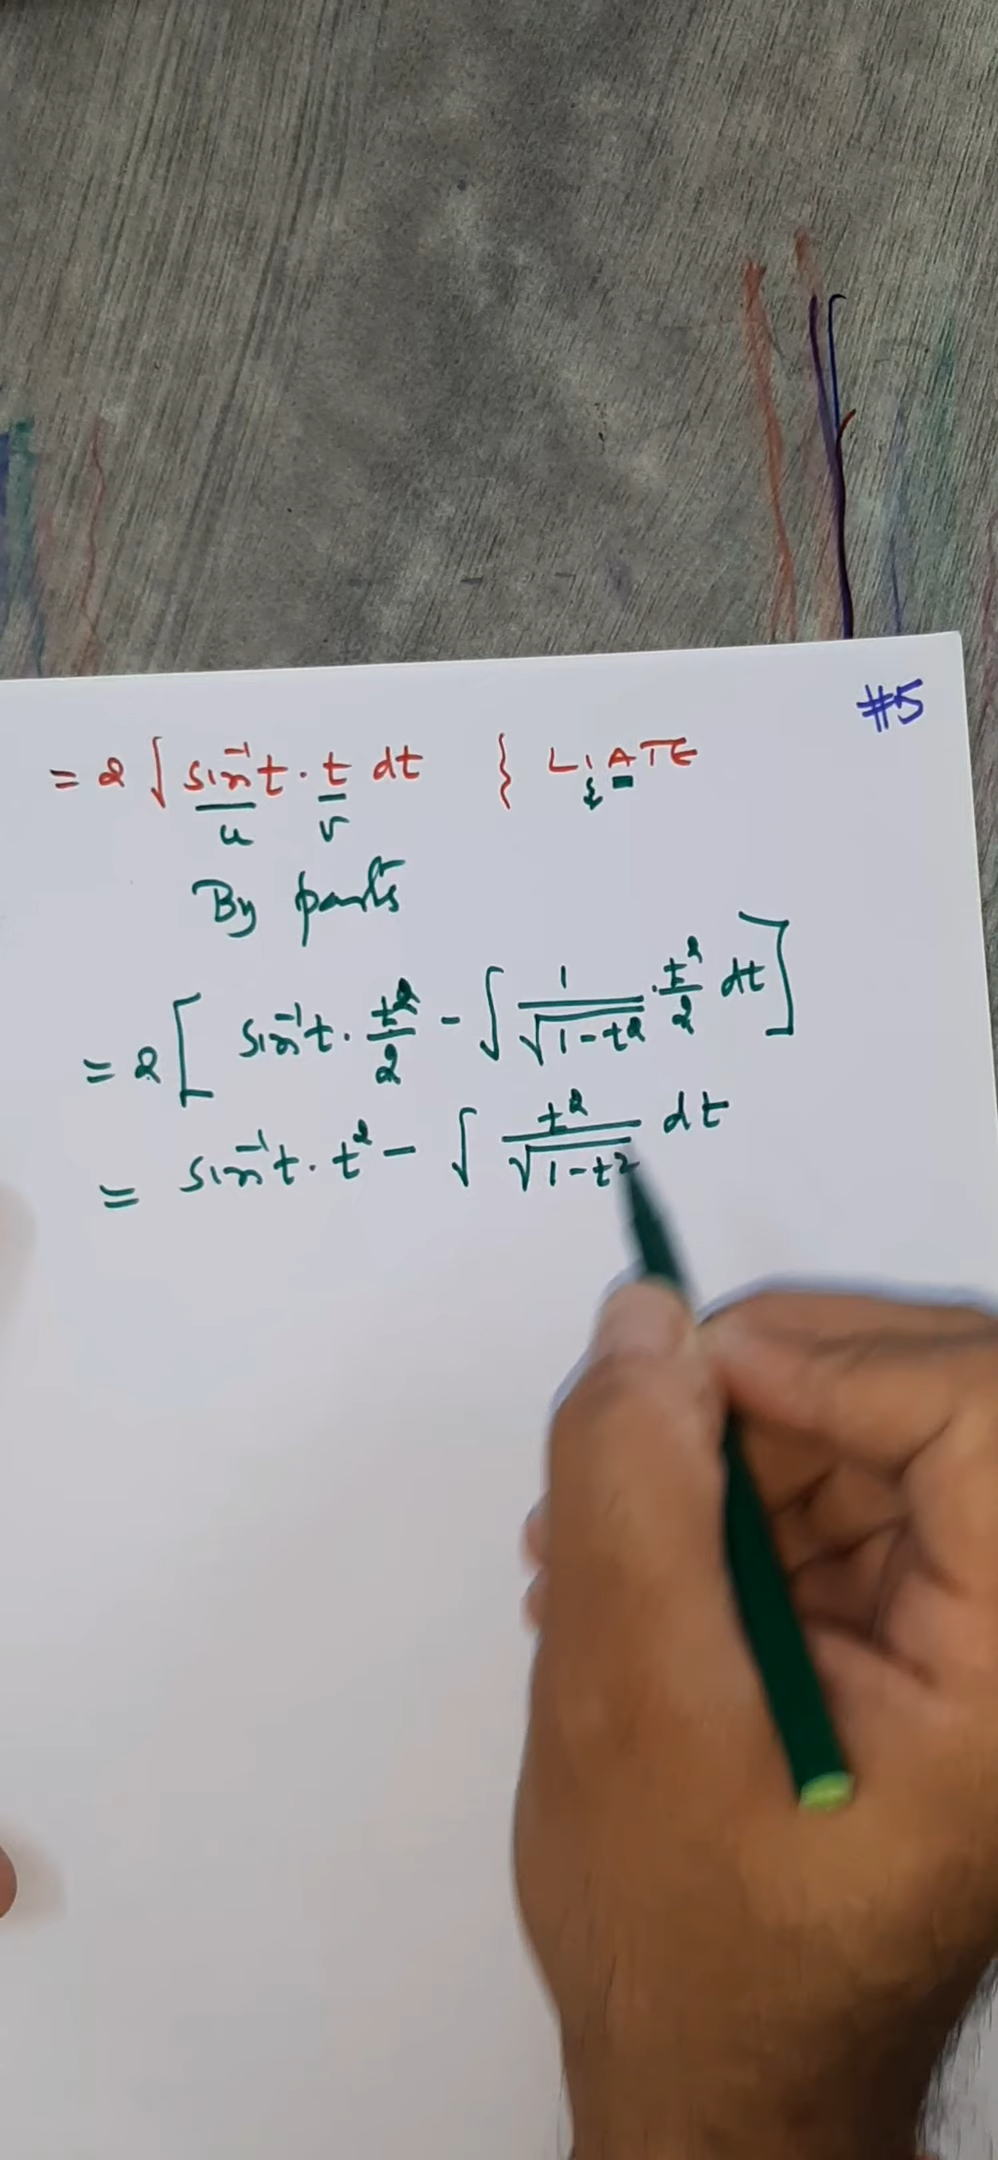 #5
= 2 ∫ sin⁻¹t . t dt } LIATE
u v
By parts
= 2 [ sin⁻¹t . t²/2 - ∫ 1/√(1-t²) . t²/2 dt ]
= sin⁻¹t . t² - ∫ t²/√(1-t²) dt